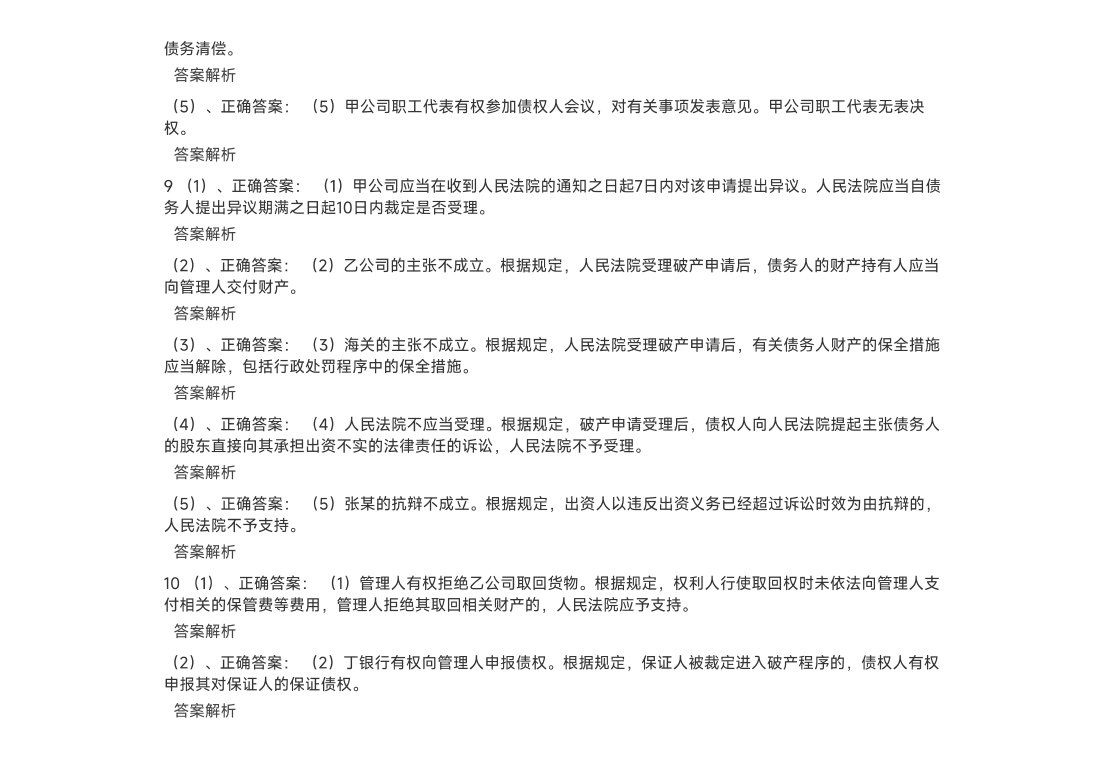 债务清偿。
答案解析
（5）、正确答案： （5）甲公司职工代表有权参加债权人会议，对有关事项发表意见。甲公司职工代表无表决
权。
答案解析
9 （1）、正确答案： （1）甲公司应当在收到人民法院的通知之日起7日内对该申请提出异议。人民法院应当自债
务人提出异议期满之日起10日内裁定是否受理。
答案解析
（2）、正确答案： （2）乙公司的主张不成立。根据规定，人民法院受理破产申请后，债务人的财产持有人应当
向管理人交付财产。
答案解析
（3）、正确答案： （3）海关的主张不成立。根据规定，人民法院受理破产申请后，有关债务人财产的保全措施
应当解除，包括行政处罚程序中的保全措施。
答案解析
（4）、正确答案： （4）人民法院不应当受理。根据规定，破产申请受理后，债权人向人民法院提起主张债务人
的股东直接向其承担出资不实的法律责任的诉讼，人民法院不予受理。
答案解析
（5）、正确答案： （5）张某的抗辩不成立。根据规定，出资人以违反出资义务已经超过诉讼时效为由抗辩的，
人民法院不予支持。
答案解析
10 （1）、正确答案： （1）管理人有权拒绝乙公司取回货物。根据规定，权利人行使取回权时未依法向管理人支
付相关的保管费等费用，管理人拒绝其取回相关财产的，人民法院应予支持。
答案解析
（2）、正确答案： （2）丁银行有权向管理人申报债权。根据规定，保证人被裁定进入破产程序的，债权人有权
申报其对保证人的保证债权。
答案解析